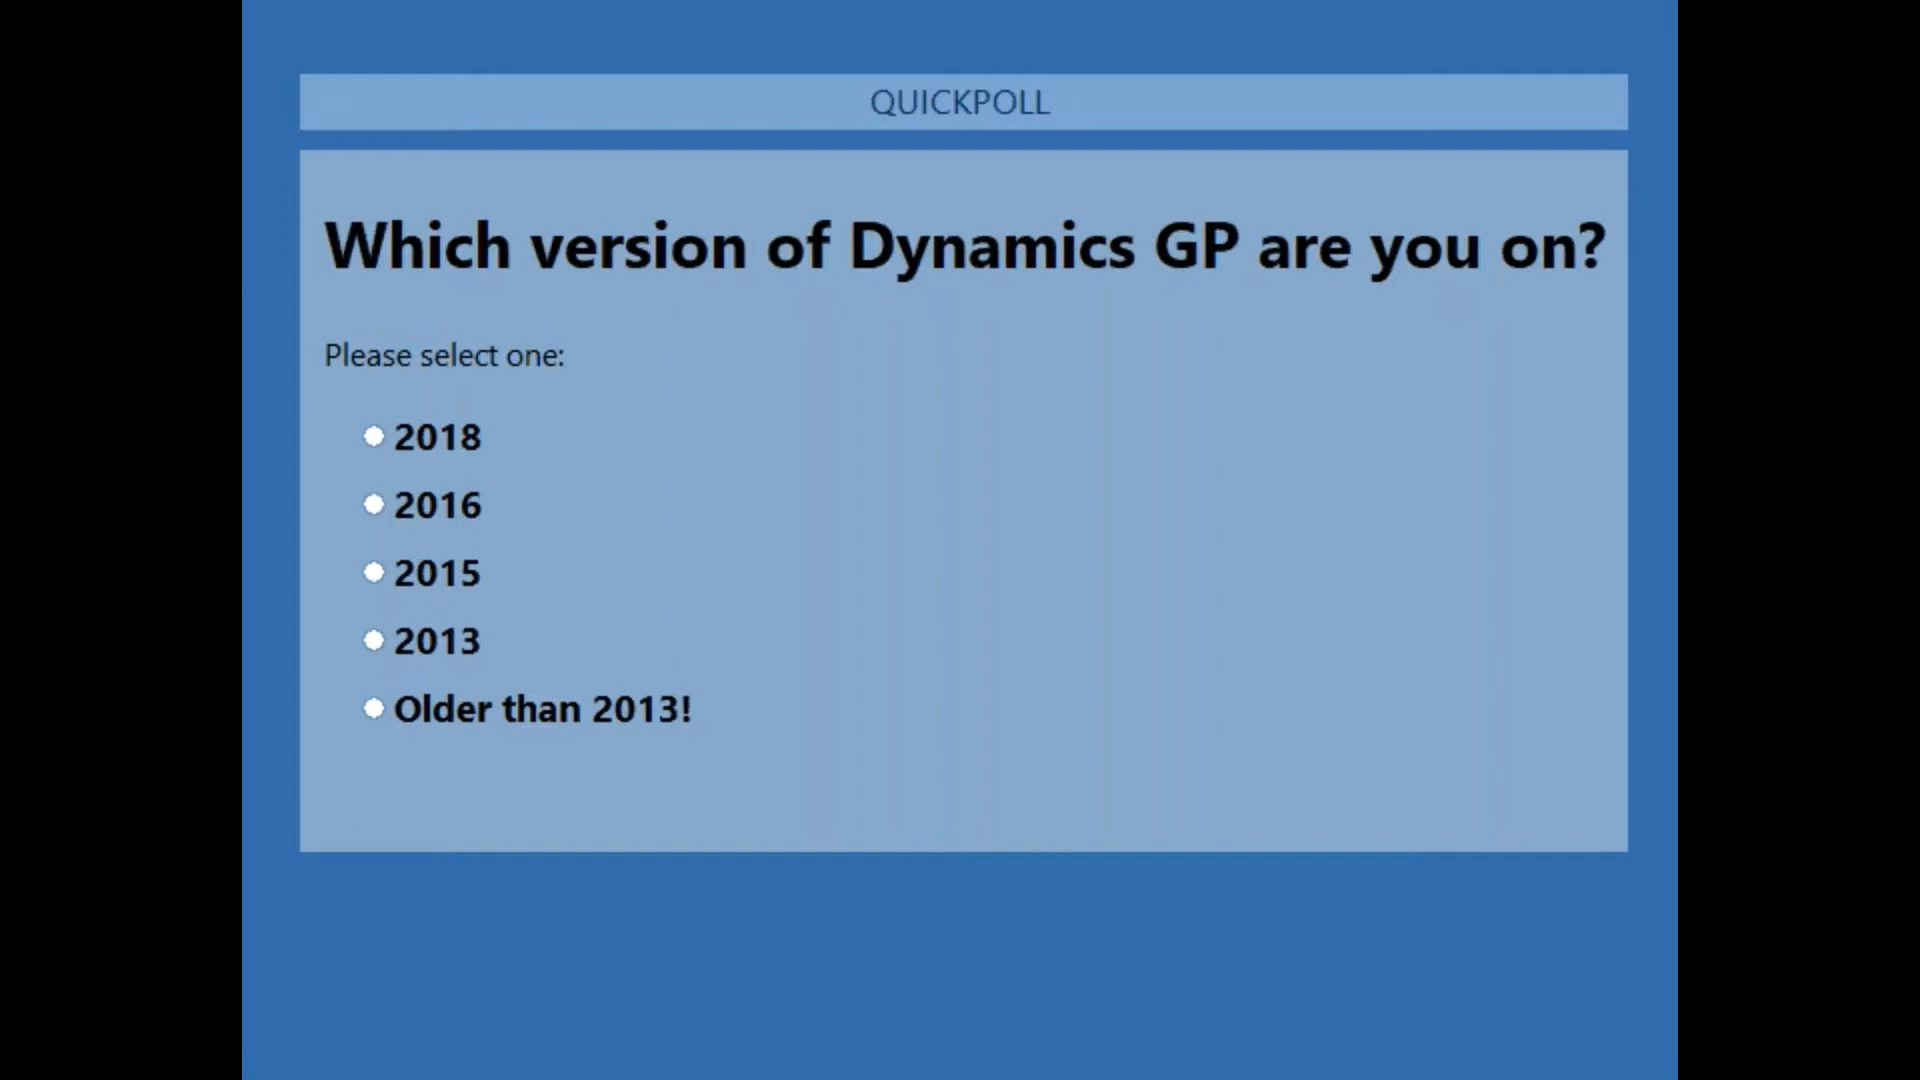 QUICKPOLL
Which version of Dynamics GP are you on?
Please select one:
2018
2016
2015
2013
Older than 2013!